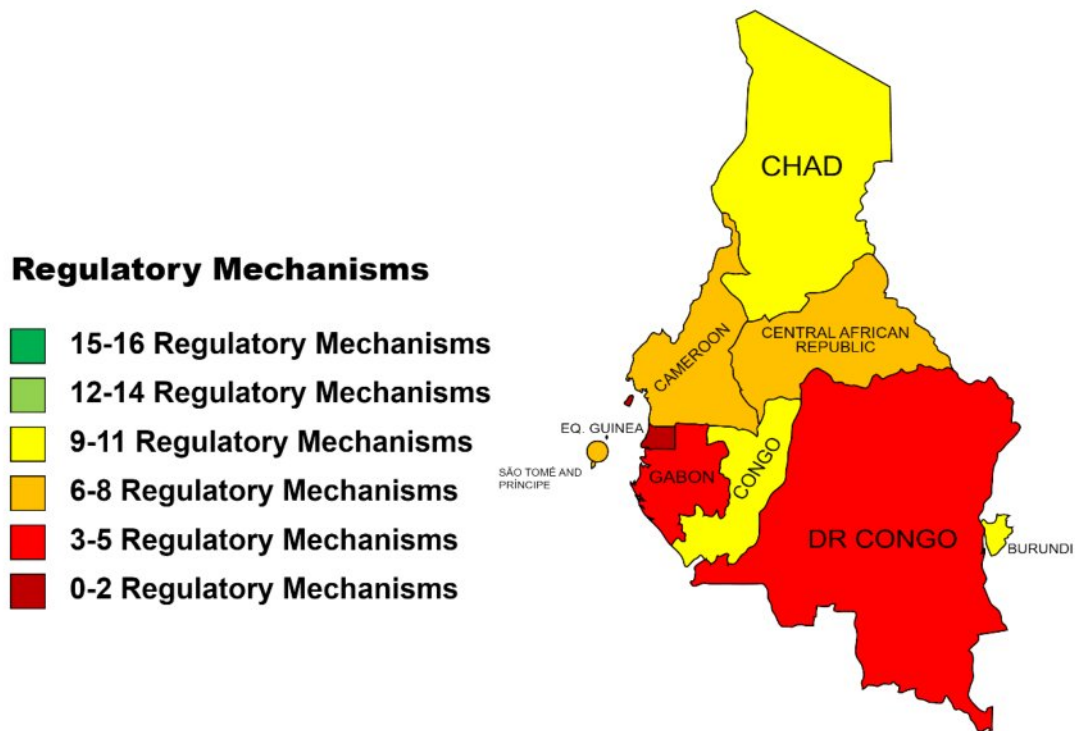 Regulatory Mechanisms
15-16 Regulatory Mechanisms
12-14 Regulatory Mechanisms
9-11 Regulatory Mechanisms
6-8 Regulatory Mechanisms
3-5 Regulatory Mechanisms
0-2 Regulatory Mechanisms
CHAD
CENTRAL AFRICAN
REPUBLIC
CAMEROON
EQ. GUINEA
SÃO TOMÉ AND
PRÍNCIPE
GABON
CONGO
DR CONGO
BURUNDI